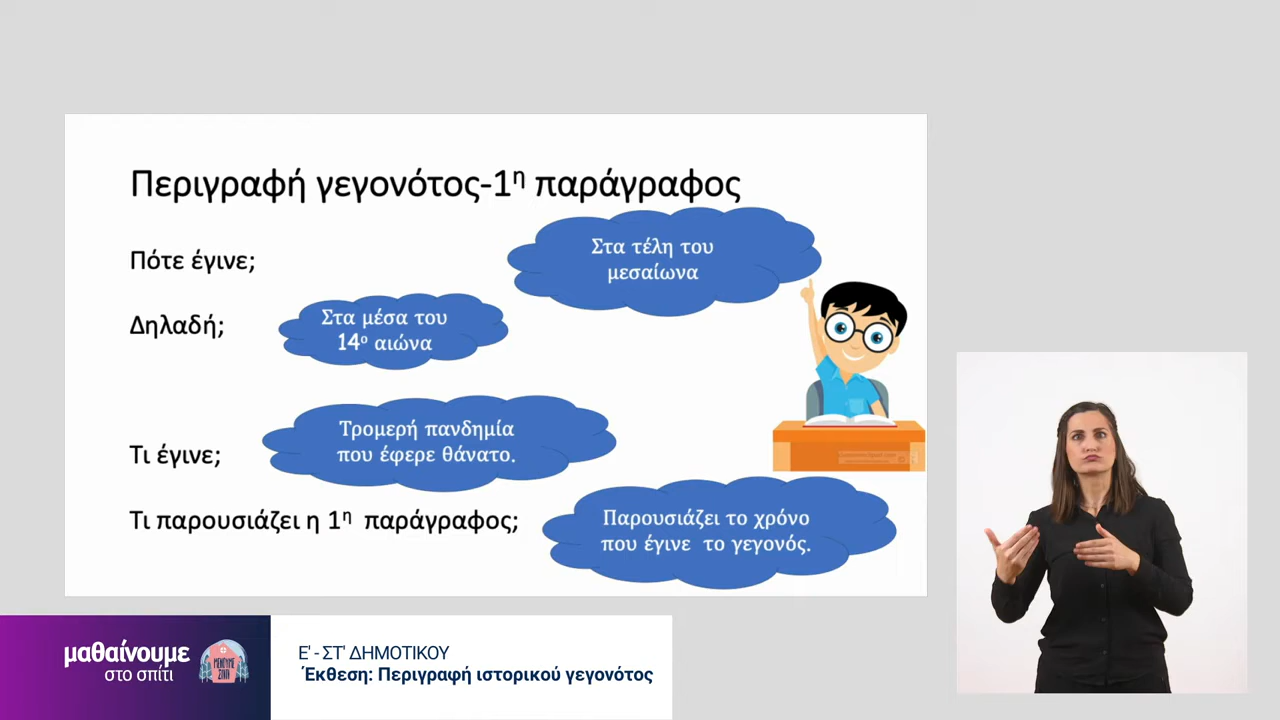 Περιγραφή γεγονότος-1η παράγραφος
Πότε έγινε;
Στα τέλη του
μεσαίωνα
Δηλαδή;
Στα μέσα του
14ο αιώνα
Τι έγινε;
Τρομερή πανδημία
που έφερε θάνατο.
Τι παρουσιάζει η 1η παράγραφος;
Παρουσιάζει το χρόνο
που έγινε το γεγονός.
μαθαίνουμε
στο σπίτι
ΜΕΝΟΥΜΕ
ΣΠΙΤΙ
Ε' - ΣΤ' ΔΗΜΟΤΙΚΟΥ
Έκθεση: Περιγραφή ιστορικού γεγονότος